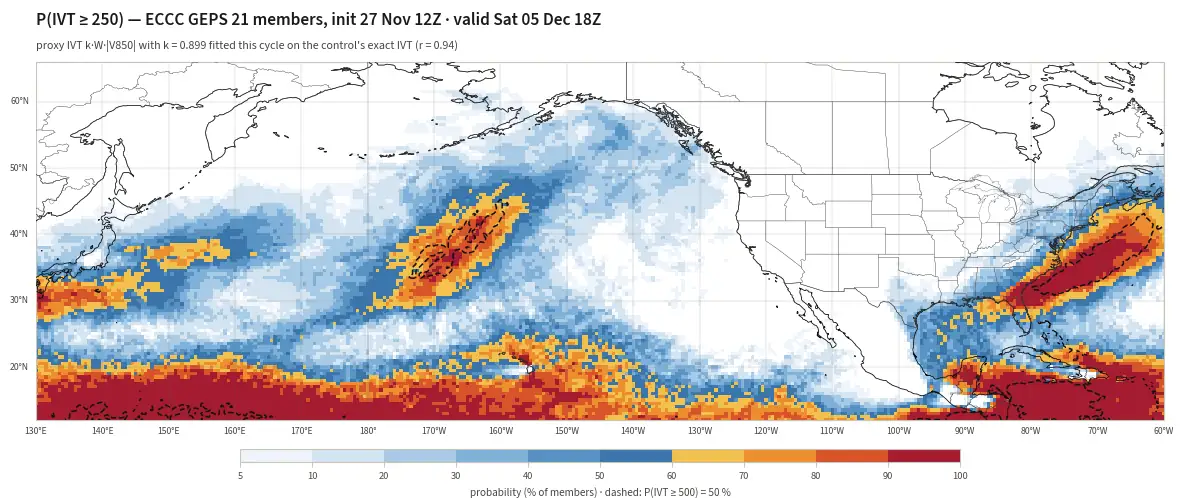 P(IVT ≥ 250) — ECCC GEPS 21 members, init 27 Nov 12Z · valid Sat 05 Dec 18Z
proxy IVT k·W·|V850| with k = 0.899 fitted this cycle on the control's exact IVT (r = 0.94)
60°N
50°N
40°N
30°N
20°N
130°E 140°E 150°E 160°E 170°E 180° 170°W 160°W 150°W 140°W 130°W 120°W 110°W 100°W 90°W 80°W 70°W 60°W
5 10 20 30 40 50 60 70 80 90 100
probability (% of members) · dashed: P(IVT ≥ 500) = 50 %